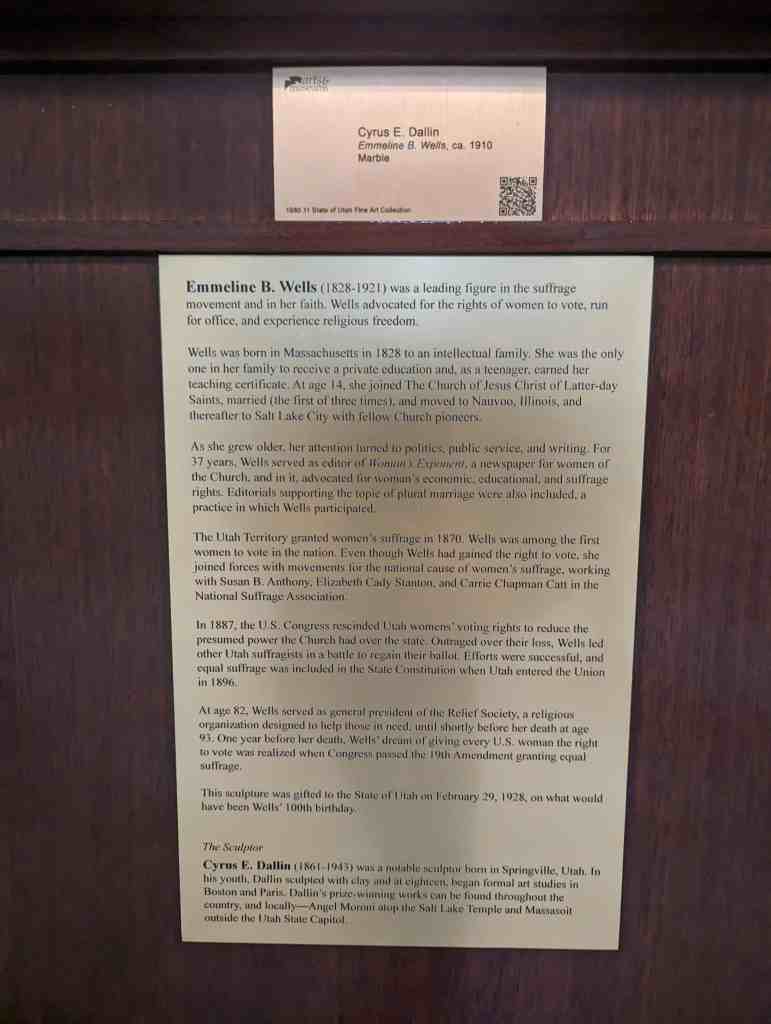 arts&
museums
Cyrus E. Dallin
Emmeline B. Wells, ca. 1910
Marble
State of Utah Fine Art Collection
Emmeline B. Wells (1828-1921) was a leading figure in the suffrage
movement and in her faith. Wells advocated for the rights of women to vote, run
for office, and experience religious freedom.
Wells was born in Massachusetts in 1828 to an intellectual family. She was the only
one in her family to receive a private education and, as a teenager, earned her
teaching certificate. At age 14, she joined The Church of Jesus Christ of Latter-day
Saints, married (the first of three times), and moved to Nauvoo, Illinois, and
thereafter to Salt Lake City with fellow Church pioneers.
As she grew older, her attention turned to politics, public service, and writing. For
37 years, Wells served as editor of Woman's Exponent, a newspaper for women of
the Church, and in it, advocated for woman's economic, educational, and suffrage
rights. Editorials supporting the topic of plural marriage were also included, a
practice in which Wells participated.
The Utah Territory granted women's suffrage in 1870. Wells was among the first
women to vote in the nation. Even though Wells had gained the right to vote, she
joined forces with movements for the national cause of women's suffrage, working
with Susan B. Anthony, Elizabeth Cady Stanton, and Carrie Chapman Catt in the
National Suffrage Association.
In 1887, the U.S. Congress rescinded Utah womens' voting rights to reduce the
presumed power the Church had over the state. Outraged over their loss, Wells led
other Utah suffragists in a battle to regain their ballot. Efforts were successful, and
equal suffrage was included in the State Constitution when Utah entered the Union
in 1896.
At age 82, Wells served as general president of the Relief Society, a religious
organization designed to help those in need, until shortly before her death at age
93. One year before her death, Wells' dream of giving every U.S. woman the right
to vote was realized when Congress passed the 19th Amendment granting equal
suffrage.
This sculpture was gifted to the State of Utah on February 29, 1928, on what would
have been Wells' 100th birthday.
The Sculptor
Cyrus E. Dallin (1861-1943) was a notable sculptor born in Springville, Utah. In
his youth, Dallin sculpted with clay and at eighteen, began formal art studies in
Boston and Paris. Dallin's prize-winning works can be found throughout the
country, and locally—Angel Moroni atop the Salt Lake Temple and Massasoit
outside the Utah State Capitol.